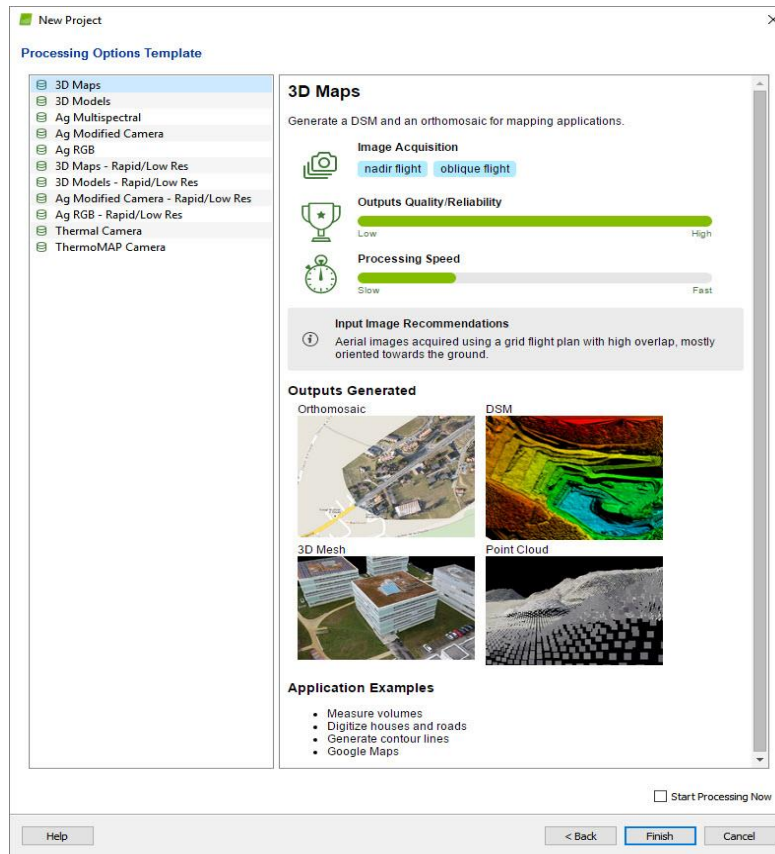 New Project
Processing Options Template
3D Maps
3D Models
Ag Multispectral
Ag Modified Camera
Ag RGB
3D Maps - Rapid/Low Res
3D Models - Rapid/Low Res
Ag Modified Camera - Rapid/Low Res
Ag RGB - Rapid/Low Res
Thermal Camera
ThermoMAP Camera
3D Maps
Generate a DSM and an orthomosaic for mapping applications.
Image Acquisition
nadir flight oblique flight
Outputs Quality/Reliability
Low High
Processing Speed
Slow Fast
Input Image Recommendations
Aerial images acquired using a grid flight plan with high overlap, mostly
oriented towards the ground.
Outputs Generated
Orthomosaic DSM
3D Mesh Point Cloud
Application Examples
Measure volumes
Digitize houses and roads
Generate contour lines
Google Maps
Start Processing Now
Help < Back Finish Cancel